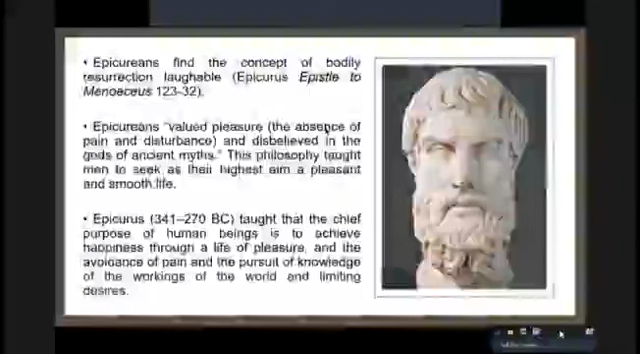 • Epicureans find the concept of bodily
resurrection laughable (Epicurus Epistle to
Menoaceus 123-32).
• Epicureans "valued pleasure (the absence of
pain and disturbance) and disbelieved in the
gods of ancient myths." This philosophy taught
men to seek as their highest aim a pleasant
and smooth life.
• Epicurus (341–270 BC) taught that the chief
purpose of human beings is to achieve
happiness through a life of pleasure, and the
avoidance of pain and the pursuit of knowledge
of the workings of the world and limiting
desires.